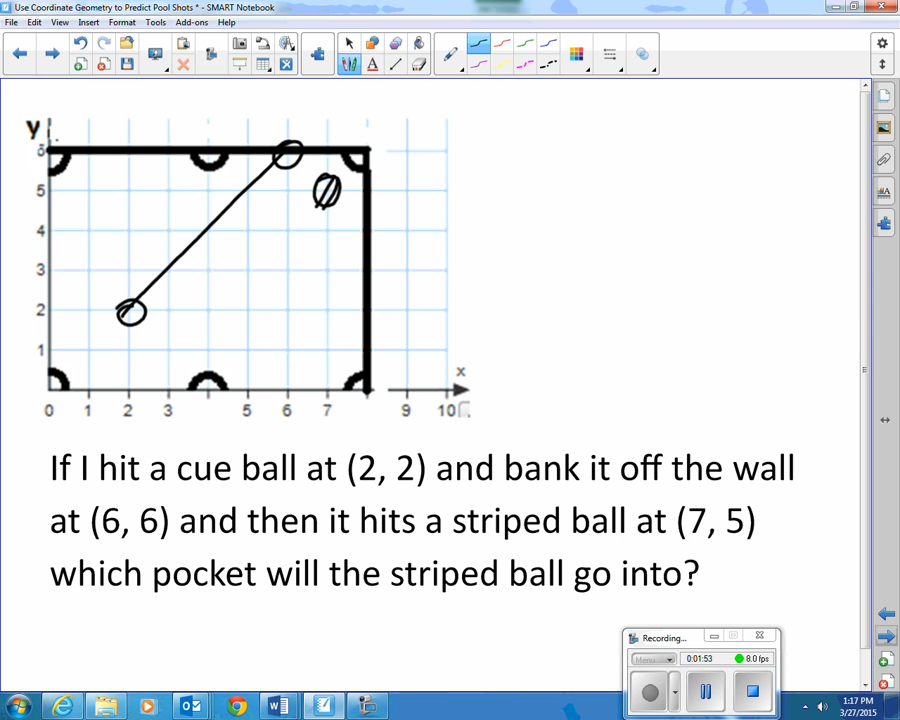 Use Coordinate Geometry to Predict Pool Shots * - SMART Notebook
File Edit View Insert Format Tools Add-ons Help
y
6
5
4
3
2
1
x
0 1 2 3 5 6 7 9 10
If I hit a cue ball at (2, 2) and bank it off the wall
at (6, 6) and then it hits a striped ball at (7, 5)
which pocket will the striped ball go into?
Recording...
Menu 0:01:53 8.0 fps
1:17 PM
3/27/2015